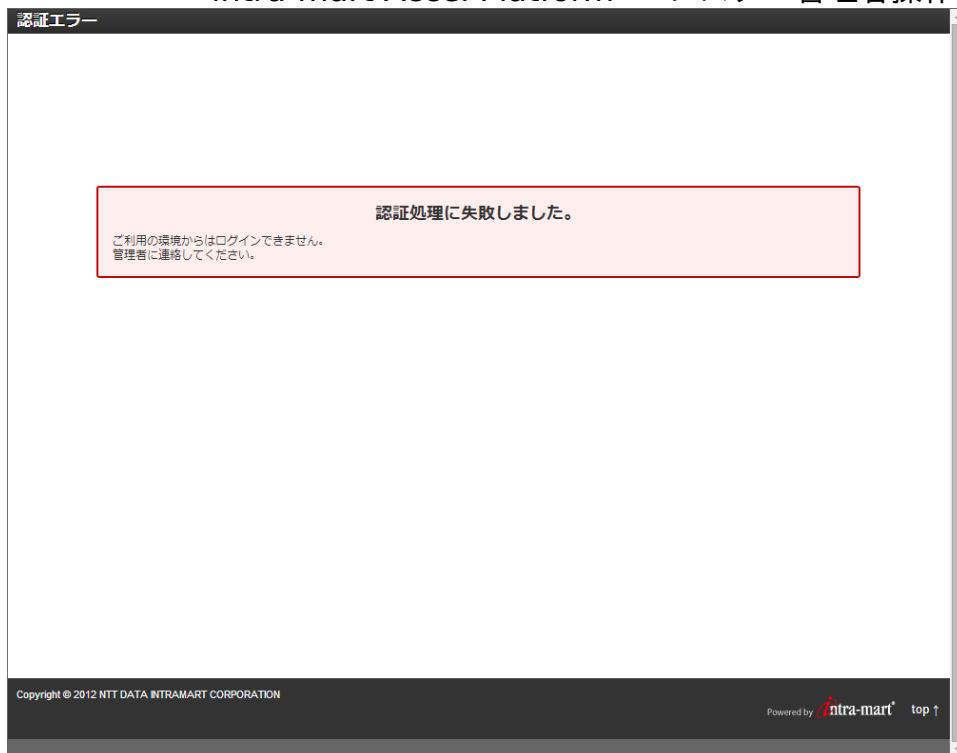 認証エラー
認証処理に失敗しました。
ご利用の環境からはログインできません。
管理者に連絡してください。
Copyright © 2012 NTT DATA INTRAMART CORPORATION
Powered by intra-mart® top ↑